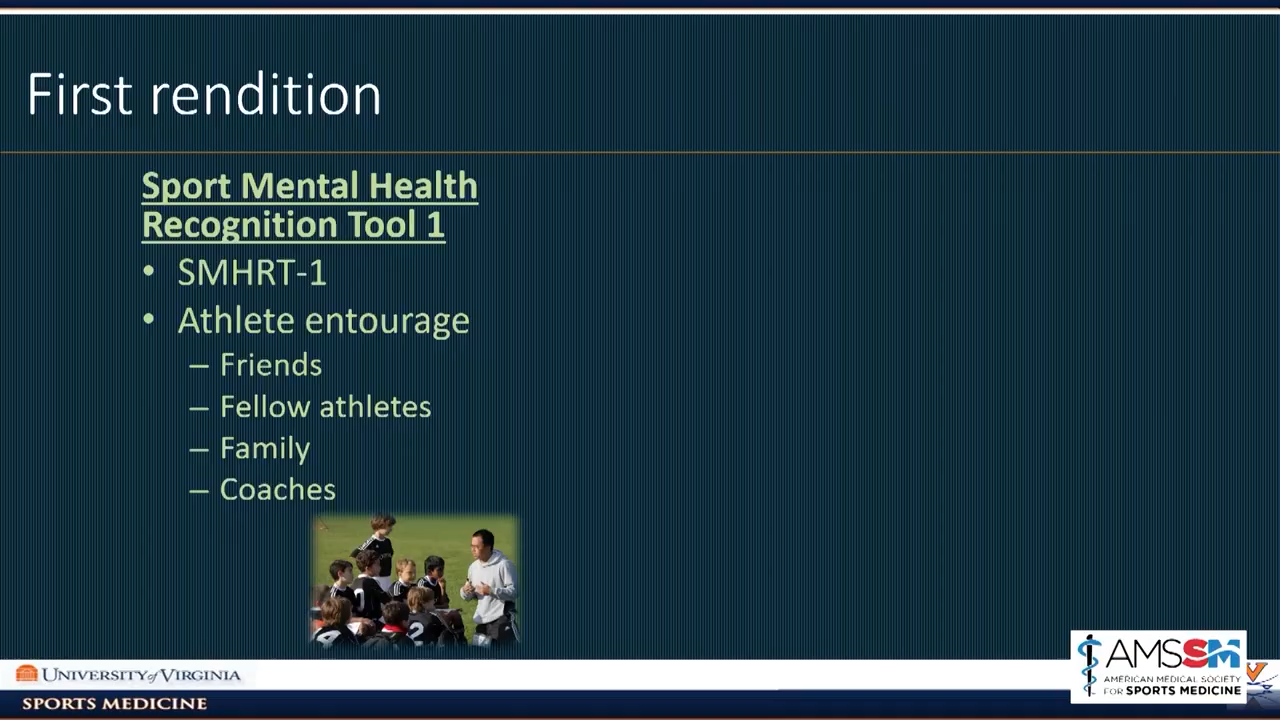 First rendition
Sport Mental Health
Recognition Tool 1
• SMHRT-1
• Athlete entourage
– Friends
– Fellow athletes
– Family
– Coaches
UNIVERSITY of VIRGINIA
SPORTS MEDICINE
AMSSM
AMERICAN MEDICAL SOCIETY
FOR SPORTS MEDICINE